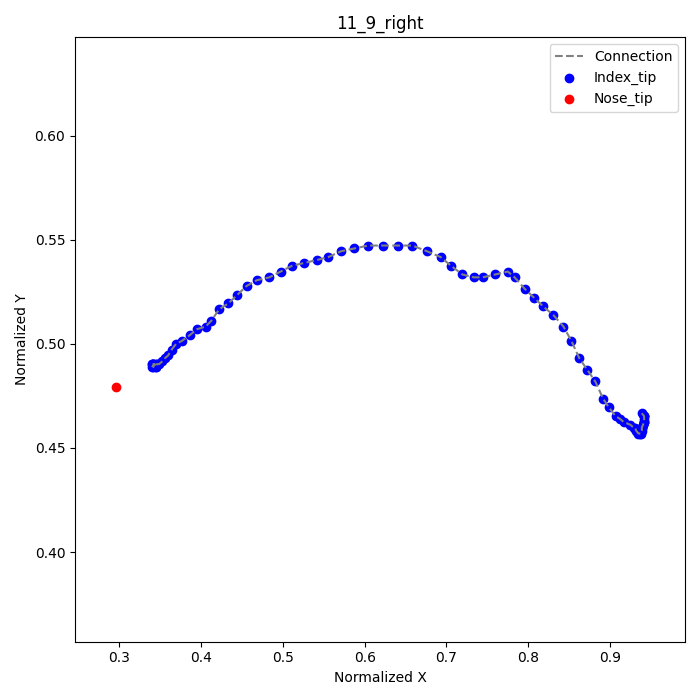 11_9_right
Connection
Index_tip
Nose_tip
0.60
0.55
0.50
0.45
0.40
Normalized Y
0.3 0.4 0.5 0.6 0.7 0.8 0.9
Normalized X